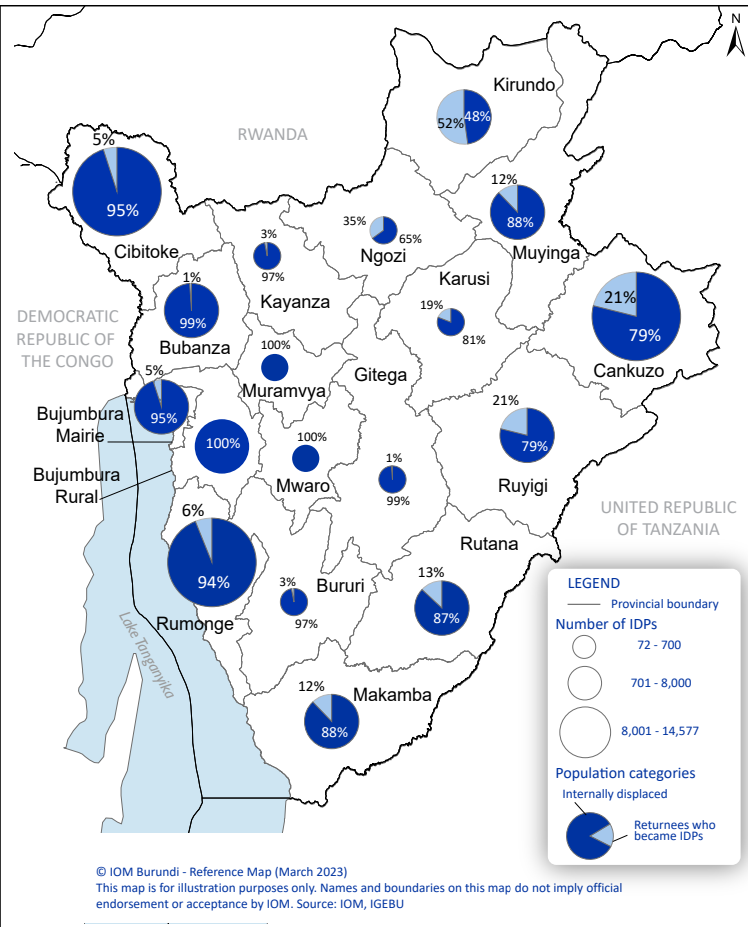 N
Kirundo
52%
48%
RWANDA
5%
95%
Cibitoke
12%
88%
Muyinga
35%
65%
Ngozi
3%
97%
Kayanza
Karusi
19%
81%
21%
79%
Cankuzo
1%
99%
Bubanza
DEMOCRATIC
REPUBLIC OF
THE CONGO
100%
Muramvya
Gitega
5%
95%
Bujumbura
Mairie
21%
79%
Ruyigi
100%
100%
Mwaro
1%
99%
Bujumbura
Rural
UNITED REPUBLIC
OF TANZANIA
6%
94%
Rumonge
3%
97%
Bururi
Rutana
13%
87%
Lake Tanganyika
12%
88%
Makamba
LEGEND
Provincial boundary
Number of IDPs
72 - 700
701 - 8,000
8,001 - 14,577
Population categories
Internally displaced
Returnees who
became IDPs
© IOM Burundi - Reference Map (March 2023)
This map is for illustration purposes only. Names and boundaries on this map do not imply official
endorsement or acceptance by IOM. Source: IOM, IGEBU